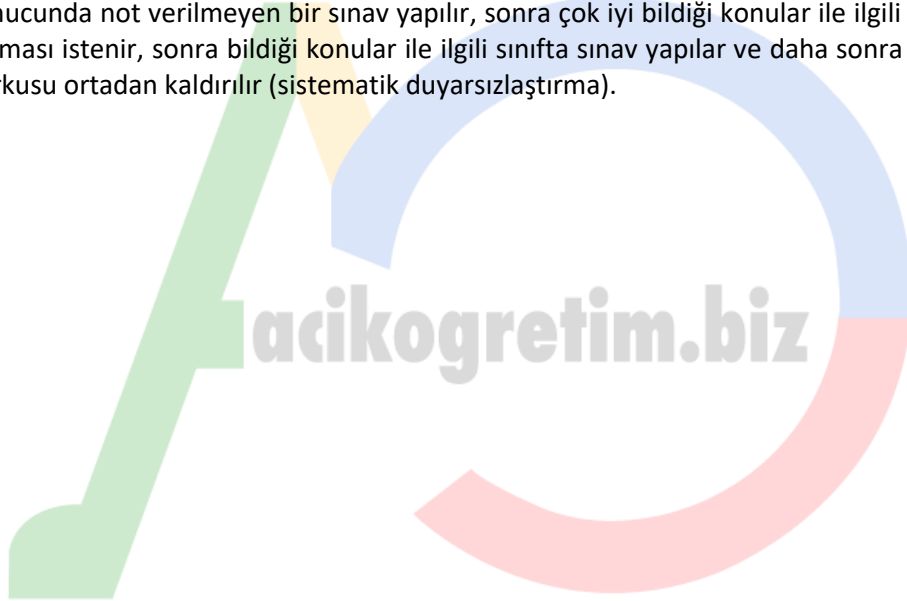 nucunda not verilmeyen bir sınav yapılır, sonra çok iyi bildiği konular ile ilgili
ması istenir, sonra bildiği konular ile ilgili sınıfta sınav yapılar ve daha sonra
rkusu ortadan kaldırılır (sistematik duyarsızlaştırma).
acikogretim.biz